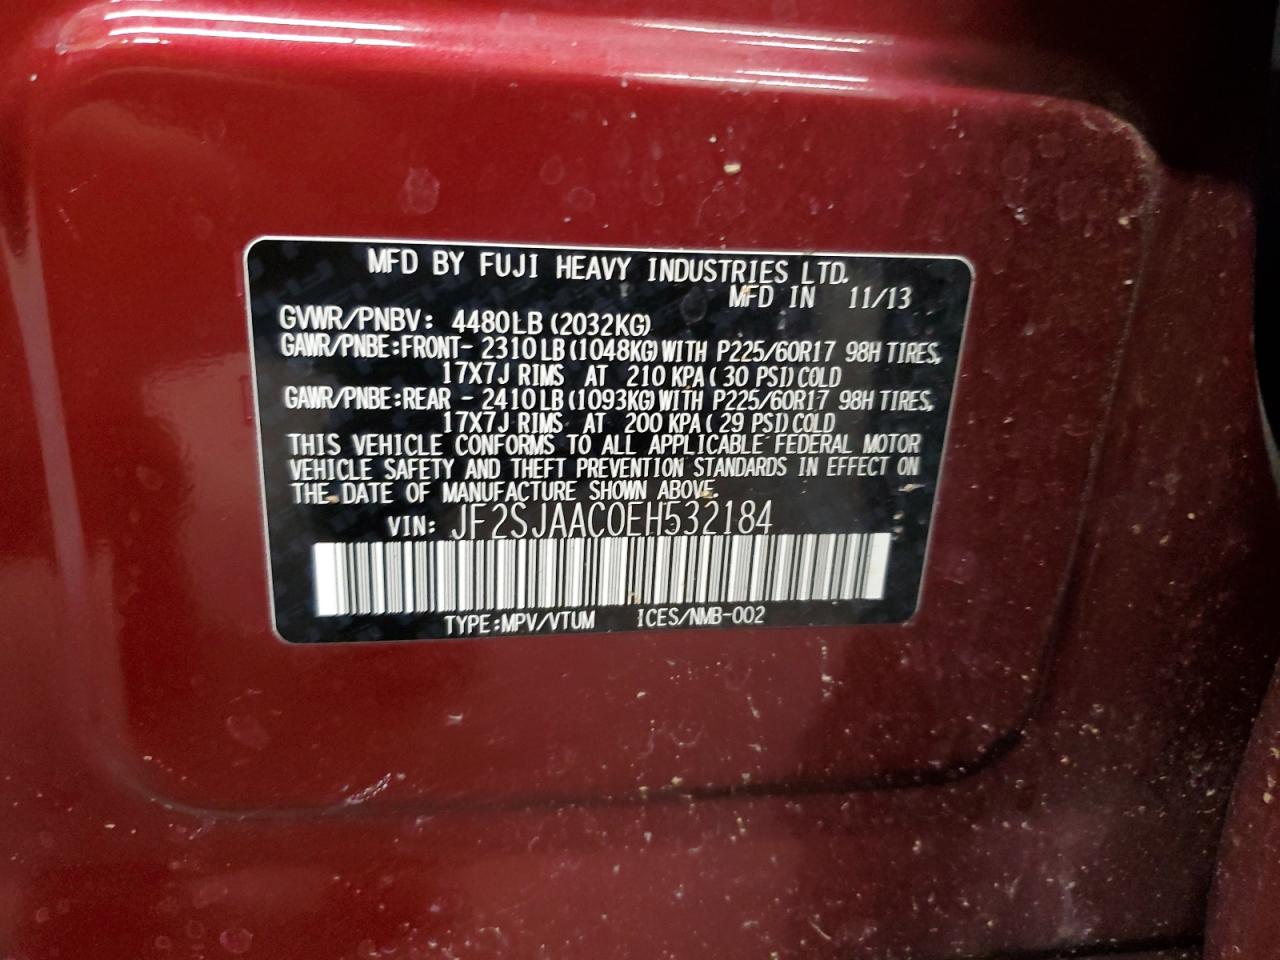 MFD BY FUJI HEAVY INDUSTRIES LTD.
MFD IN 11/13
GVWR/PNBV: 4480LB (2032KG)
GAWR/PNBE:FRONT- 2310LB (1048KG) WITH P225/60R17 98H TIRES,
17X7J RIMS AT 210 KPA ( 30 PSI) COLD
GAWR/PNBE:REAR - 2410LB (1093KG) WITH P225/60R17 98H TIRES,
17X7J RIMS AT 200 KPA ( 29 PSI) COLD
THIS VEHICLE CONFORMS TO ALL APPLICABLE FEDERAL MOTOR
VEHICLE SAFETY AND THEFT PREVENTION STANDARDS IN EFFECT ON
THE DATE OF MANUFACTURE SHOWN ABOVE.
VIN: JF2SJAAC0EH532184
TYPE:MPV/VTUM ICES/NMB-002